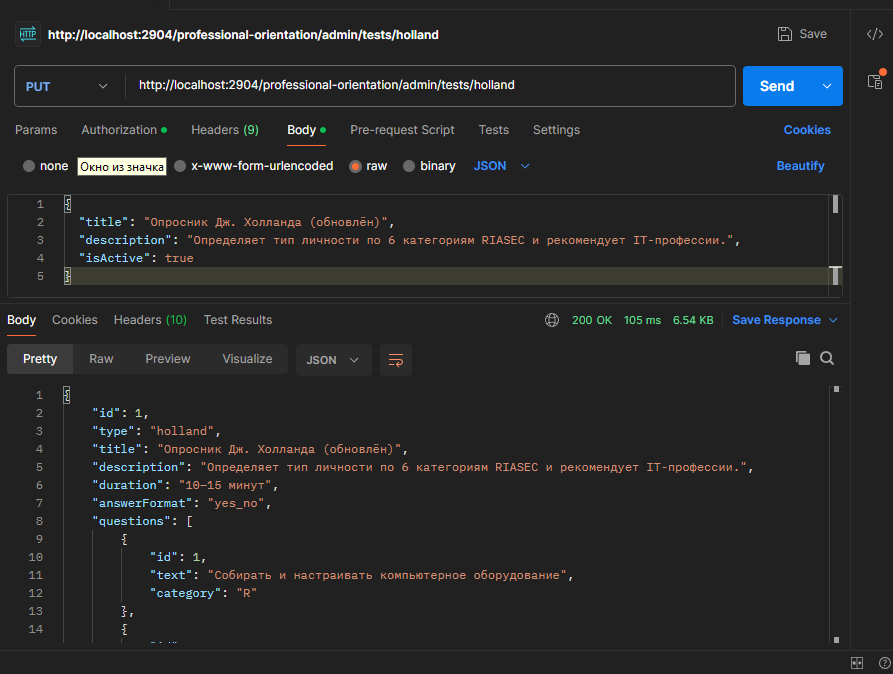 HTTP http://localhost:2904/professional-orientation/admin/tests/holland Save
PUT http://localhost:2904/professional-orientation/admin/tests/holland Send
Params Authorization Headers (9) Body Pre-request Script Tests Settings Cookies
none Окно из значка x-www-form-urlencoded raw binary JSON Beautify
1 {
2 "title": "Опросник Дж. Холланда (обновлён)",
3 "description": "Определяет тип личности по 6 категориям RIASEC и рекомендует IT-профессии.",
4 "isActive": true
5 }
Body Cookies Headers (10) Test Results 200 OK 105 ms 6.54 KB Save Response
Pretty Raw Preview Visualize JSON
1 {
2 "id": 1,
3 "type": "holland",
4 "title": "Опросник Дж. Холланда (обновлён)",
5 "description": "Определяет тип личности по 6 категориям RIASEC и рекомендует IT-профессии.",
6 "duration": "10–15 минут",
7 "answerFormat": "yes_no",
8 "questions": [
9 {
10 "id": 1,
11 "text": "Собирать и настраивать компьютерное оборудование",
12 "category": "R"
13 },
14 {